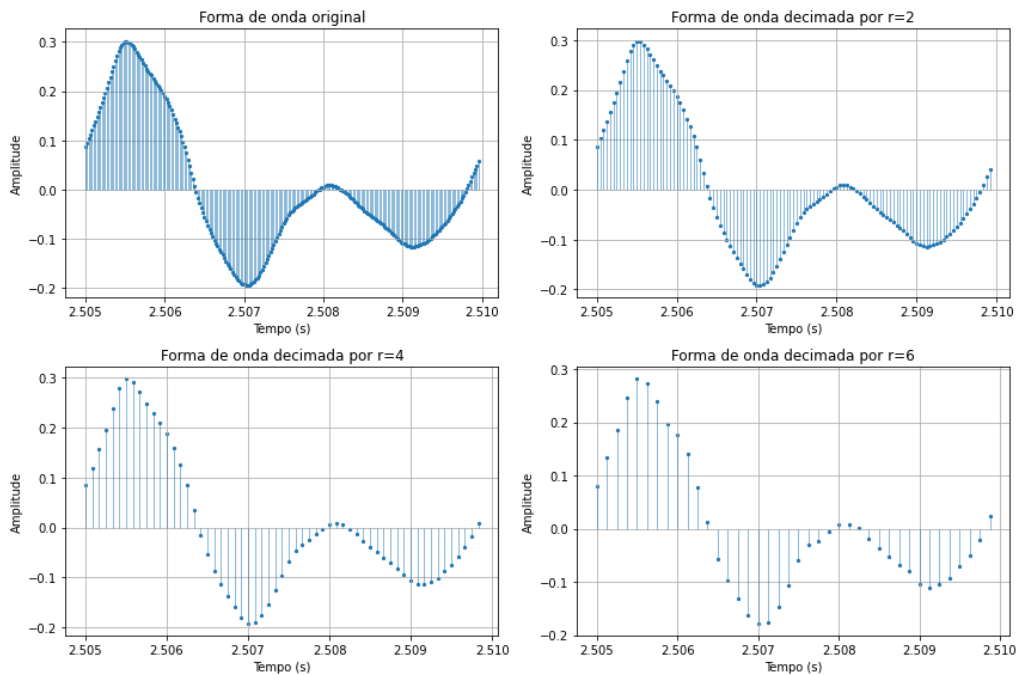 Forma de onda original
0.3
0.2
0.1
0.0
−0.1
−0.2
Amplitude
2.505 2.506 2.507 2.508 2.509 2.510
Tempo (s)
Forma de onda decimada por r=2
0.3
0.2
0.1
0.0
−0.1
−0.2
Amplitude
2.505 2.506 2.507 2.508 2.509 2.510
Tempo (s)
Forma de onda decimada por r=4
0.3
0.2
0.1
0.0
−0.1
−0.2
Amplitude
2.505 2.506 2.507 2.508 2.509 2.510
Tempo (s)
Forma de onda decimada por r=6
0.3
0.2
0.1
0.0
−0.1
−0.2
Amplitude
2.505 2.506 2.507 2.508 2.509 2.510
Tempo (s)